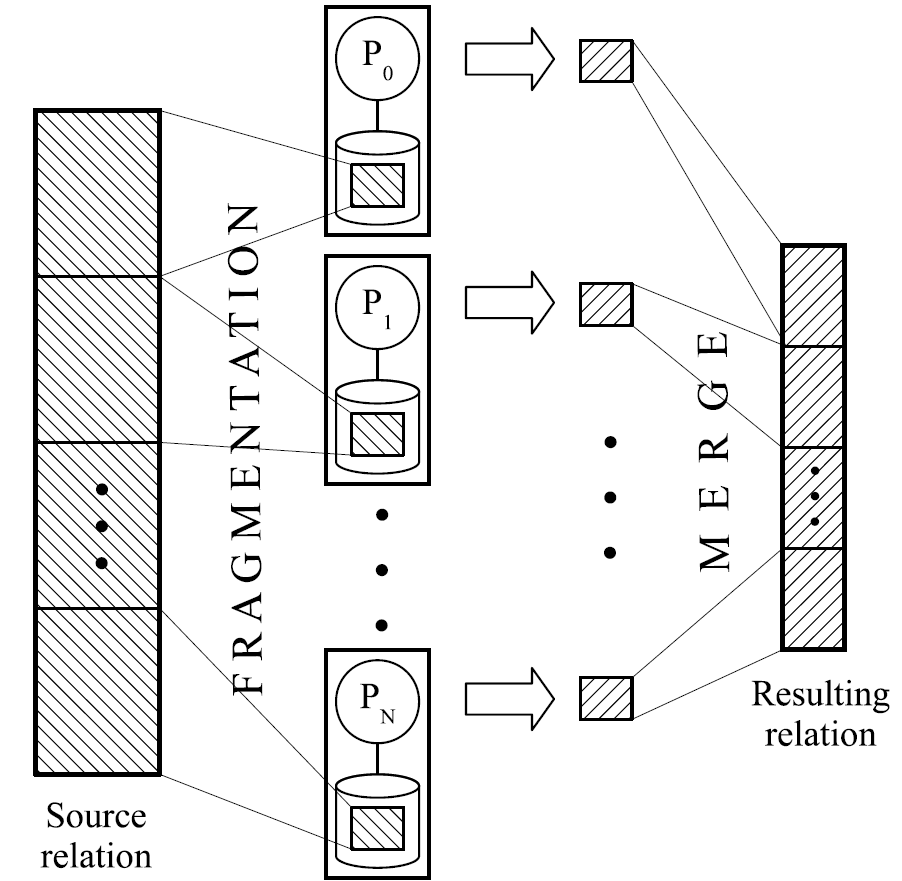 Source
relation
FRAGMENTATION
P0
P1
PN
MERGE
Resulting
relation